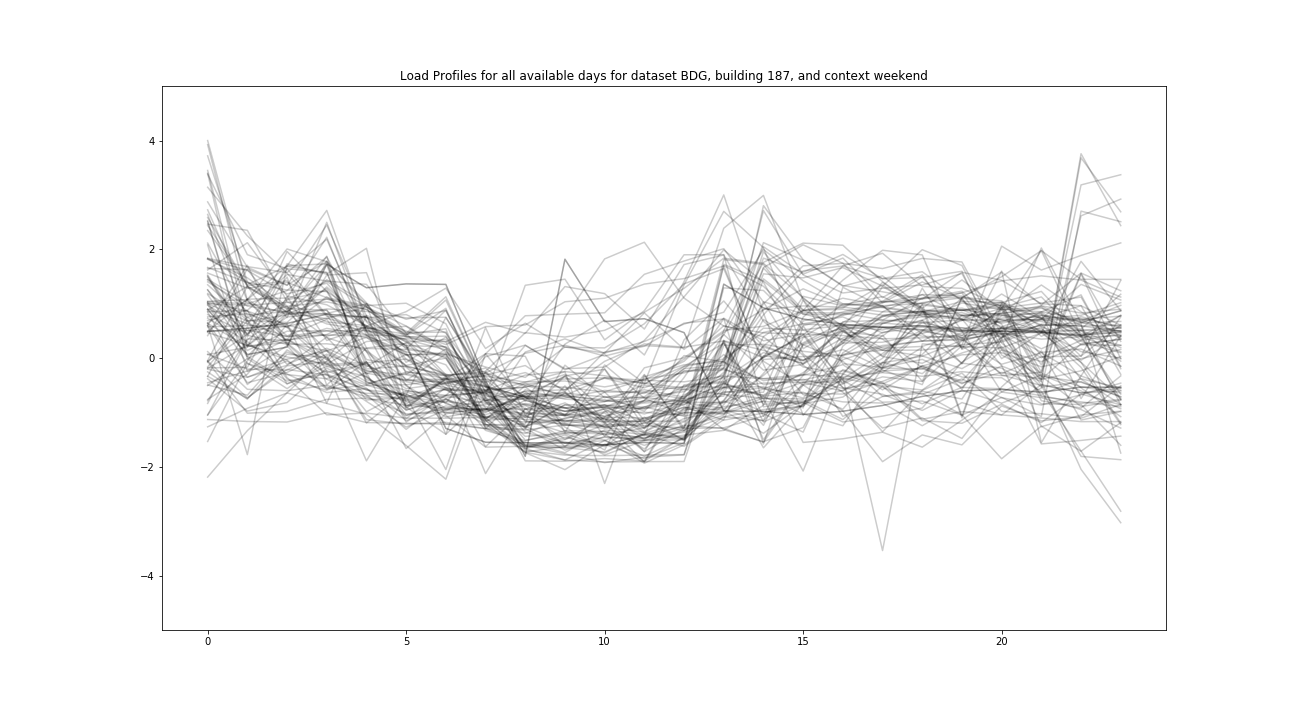 Load Profiles for all available days for dataset BDG, building 187, and context weekend
4
2
0
−2
−4
0 5 10 15 20